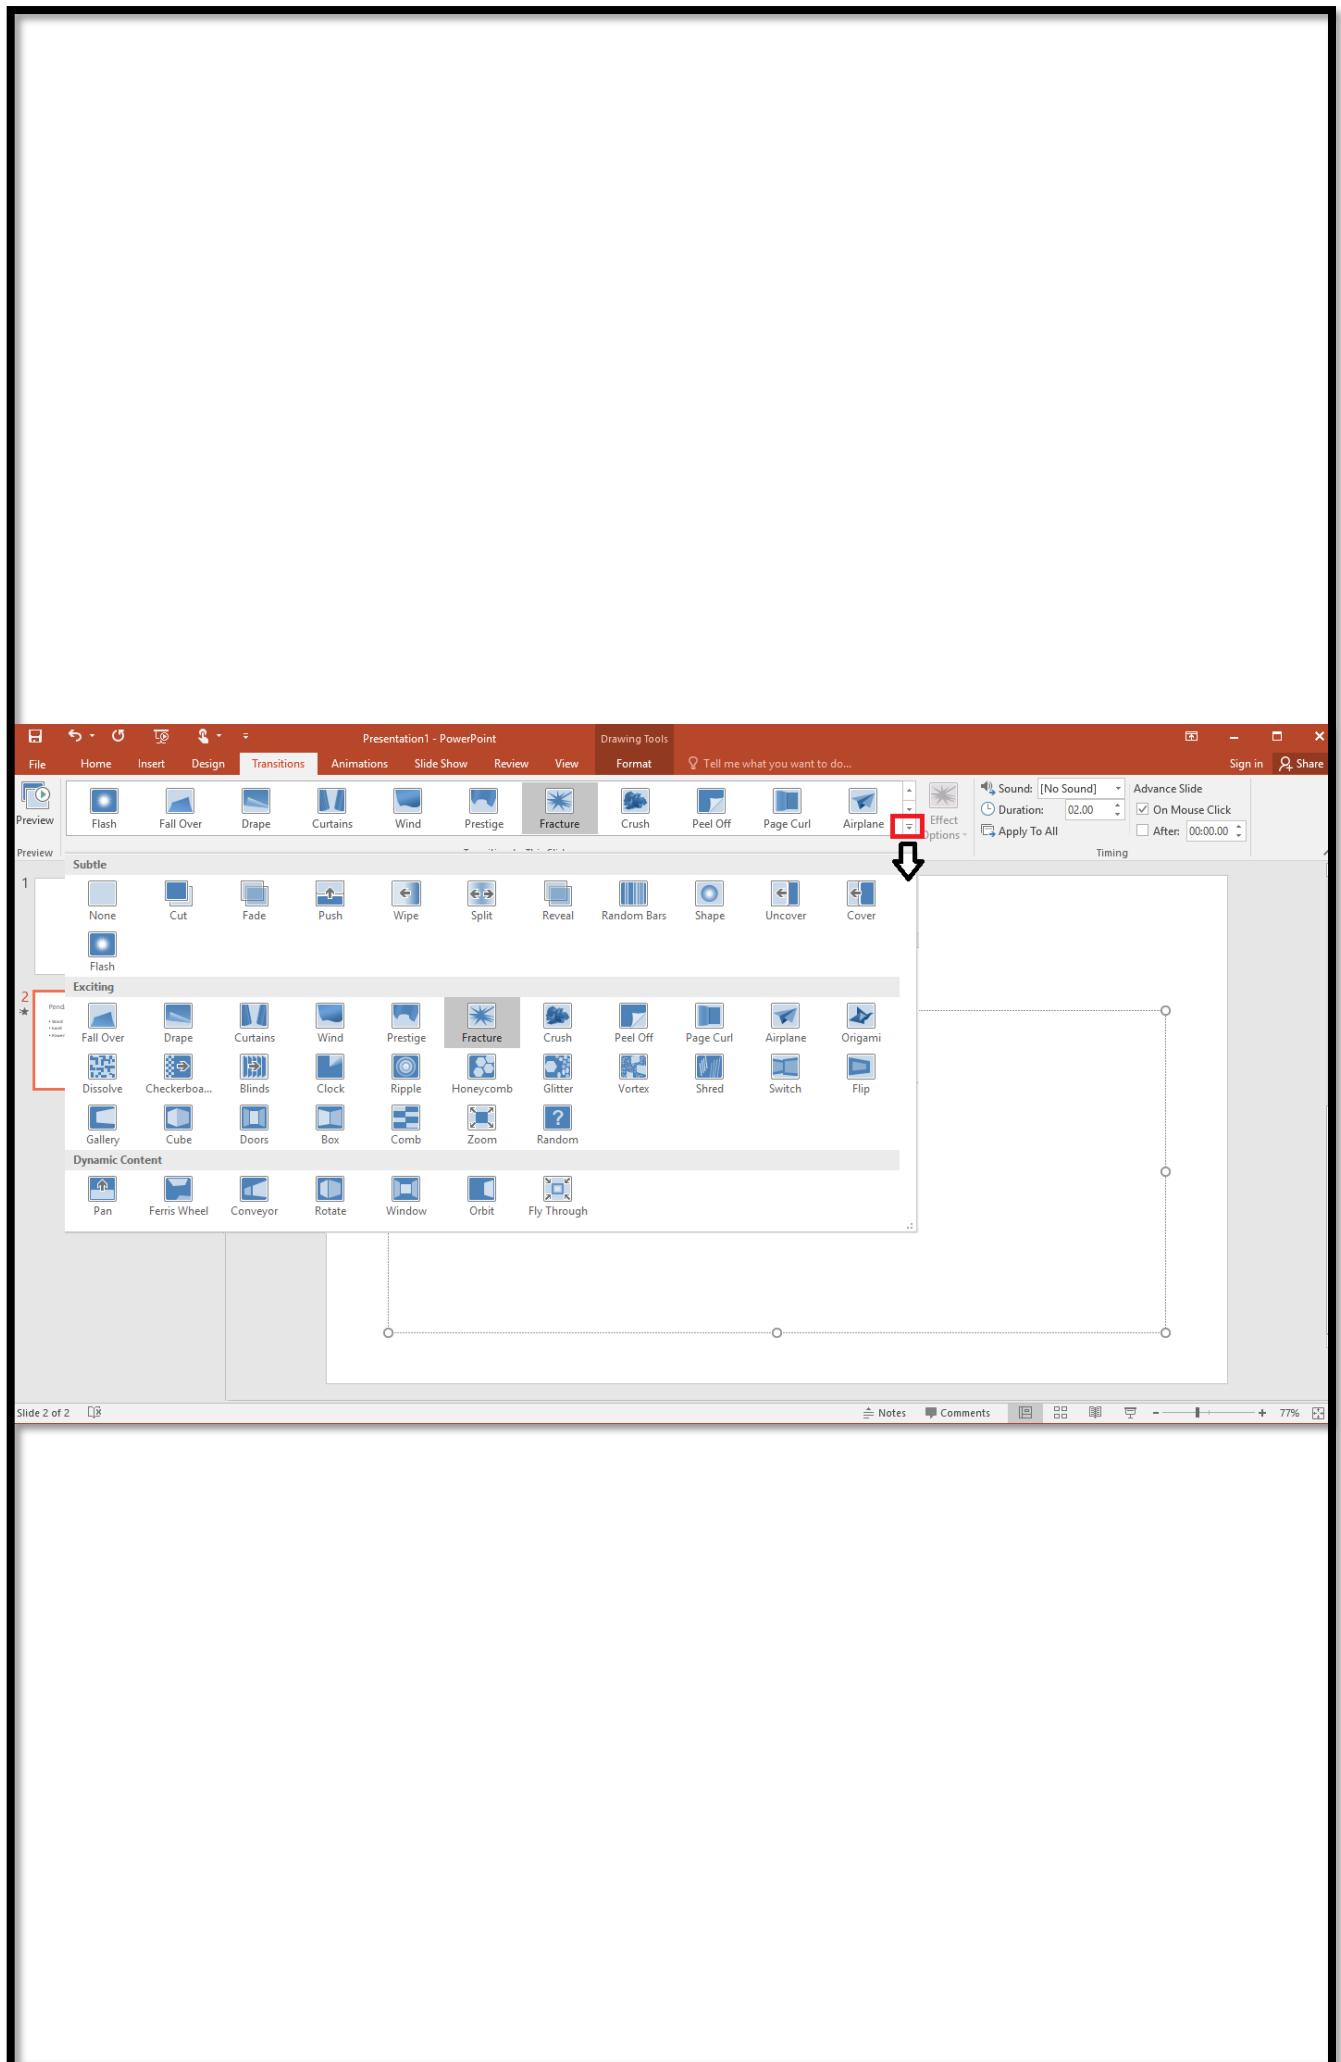 Presentation1 - PowerPoint
Drawing Tools
File Home Insert Design Transitions Animations Slide Show Review View Format Tell me what you want to do... Sign in Share
Preview
Flash Fall Over Drape Curtains Wind Prestige Fracture Crush Peel Off Page Curl Airplane
Effect
Options
Sound: [No Sound]
Duration: 02.00
Apply To All
Advance Slide
On Mouse Click
After: 00:00.00
Preview
Timing
Subtle
None Cut Fade Push Wipe Split Reveal Random Bars Shape Uncover Cover
Flash
Exciting
Fall Over Drape Curtains Wind Prestige Fracture Crush Peel Off Page Curl Airplane Origami
Dissolve Checkerboa... Blinds Clock Ripple Honeycomb Glitter Vortex Shred Switch Flip
Gallery Cube Doors Box Comb Zoom Random
Dynamic Content
Pan Ferris Wheel Conveyor Rotate Window Orbit Fly Through
1
2
Slide 2 of 2
Notes Comments 77%